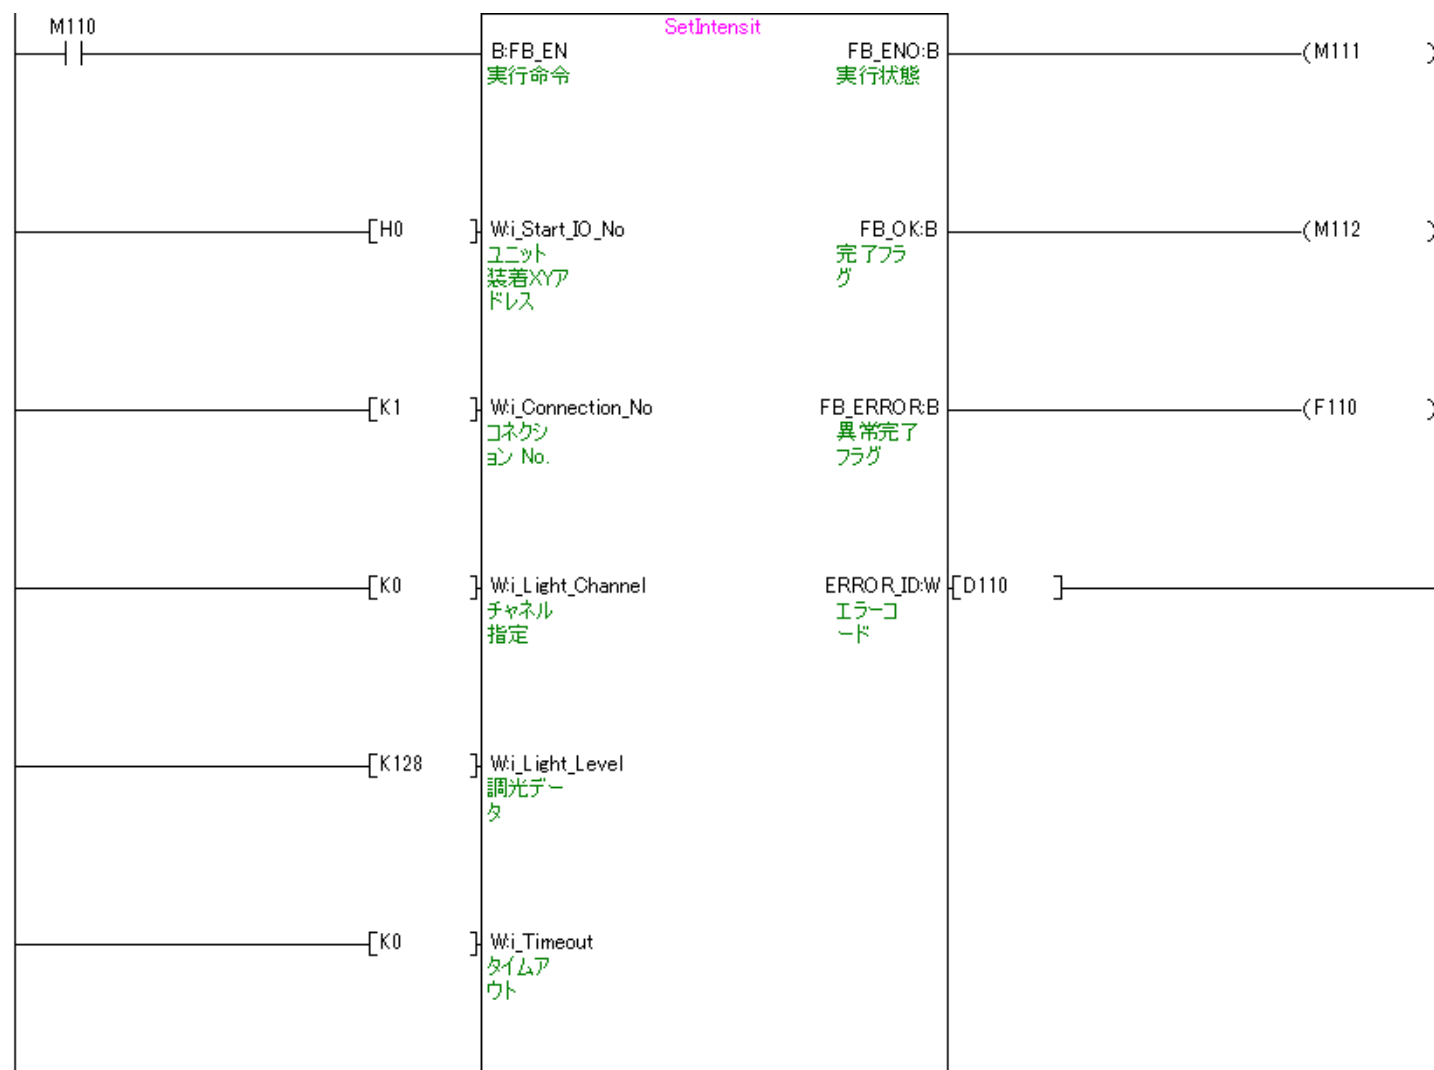 M110
SetIntensit
B:FB_EN
実行命令
FB_ENO:B
実行状態
(M111 )
[H0 ]
W:i_Start_IO_No
ユニット
装着XYア
ドレス
FB_OK:B
完了フラ
グ
(M112 )
[K1 ]
W:i_Connection_No
コネクシ
ョン No.
FB_ERROR:B
異常完了
フラグ
(F110 )
[K0 ]
W:i_Light_Channel
チャネル
指定
ERROR_ID:W
エラーコ
ード
[D110 ]
[K128 ]
W:i_Light_Level
調光デー
タ
[K0 ]
W:i_Timeout
タイムア
ウト